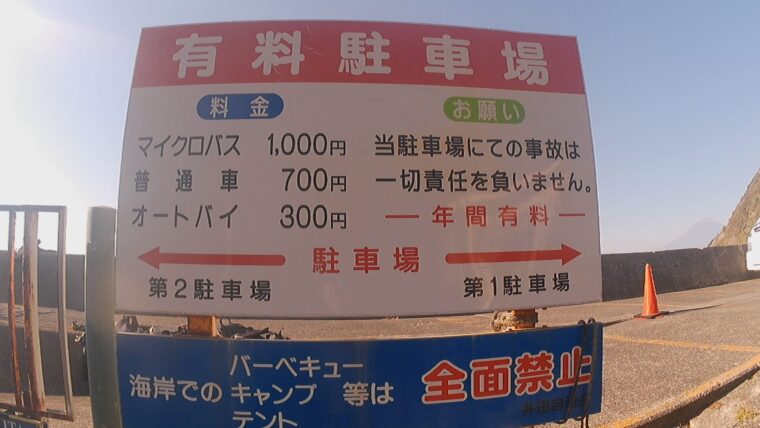 有料駐車場
料金
お願い
マイクロバス 1,000円
普通車 700円
オートバイ 300円
当駐車場にての事故は
一切責任を負いません。
年間有料
駐車場
第2駐車場
第1駐車場
海岸での
バーベキュー
キャンプ
テント
等は
全面禁止